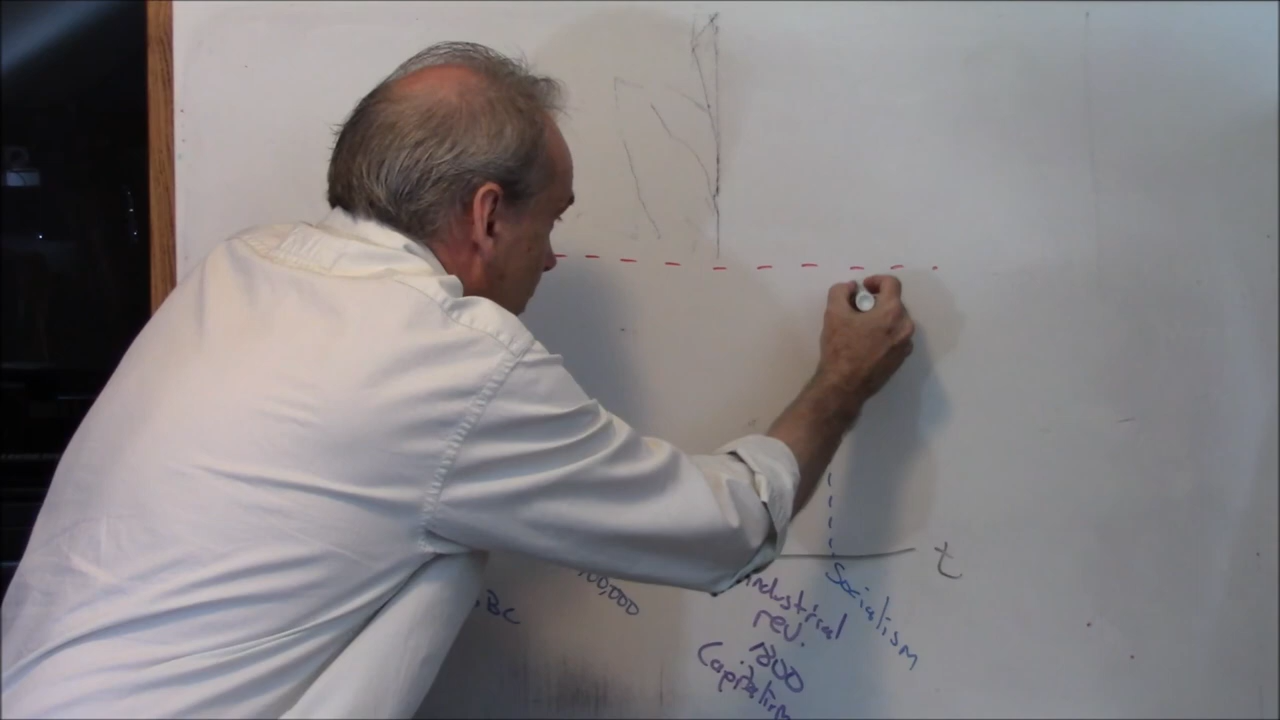 t
BC
00,000
Industrial
rev.
1800
Capitalism
Socialism